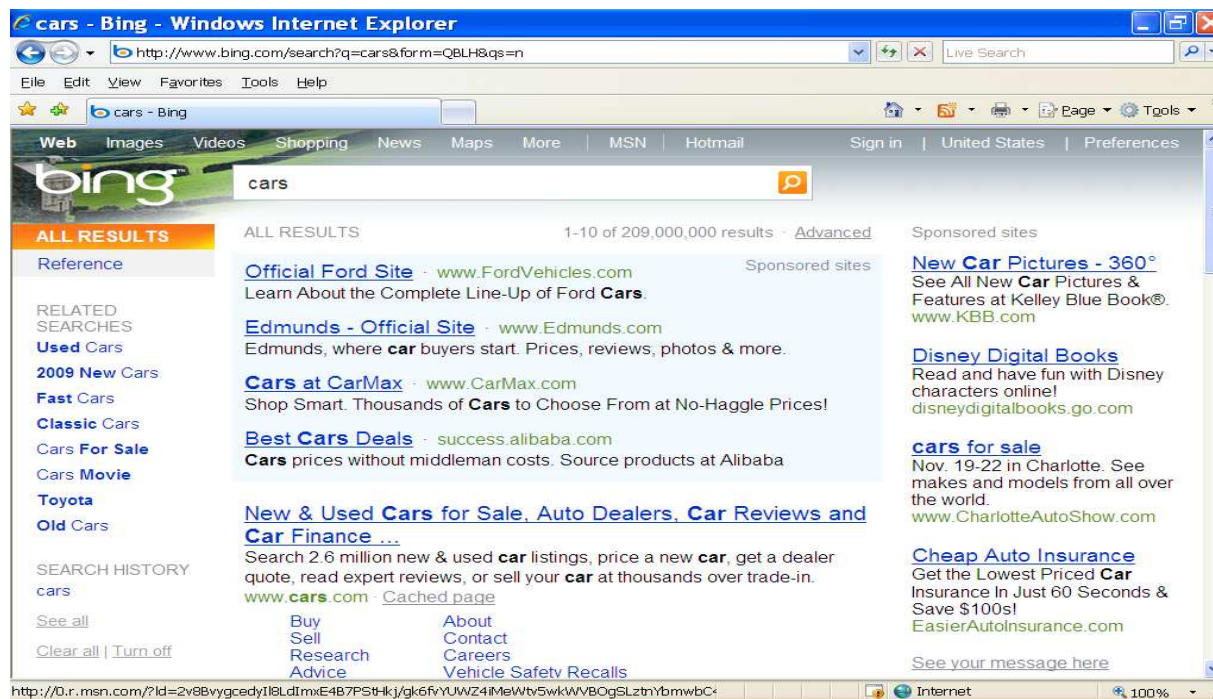 cars - Bing - Windows Internet Explorer
http://www.bing.com/search?q=cars&form=QBLH&qs=n
Live Search
File Edit View Favorites Tools Help
cars - Bing
Page Tools
Web Images Videos Shopping News Maps More MSN Hotmail Sign in | United States | Preferences
bing
cars
ALL RESULTS
Reference
RELATED
SEARCHES
Used Cars
2009 New Cars
Fast Cars
Classic Cars
Cars For Sale
Cars Movie
Toyota
Old Cars
SEARCH HISTORY
cars
See all
Clear all | Turn off
ALL RESULTS 1-10 of 209,000,000 results · Advanced
Sponsored sites
Official Ford Site · www.FordVehicles.com
Learn About the Complete Line-Up of Ford Cars.
Edmunds - Official Site · www.Edmunds.com
Edmunds, where car buyers start. Prices, reviews, photos & more.
Cars at CarMax · www.CarMax.com
Shop Smart. Thousands of Cars to Choose From at No-Haggle Prices!
Best Cars Deals · success.alibaba.com
Cars prices without middleman costs. Source products at Alibaba
New & Used Cars for Sale, Auto Dealers, Car Reviews and
Car Finance ...
Search 2.6 million new & used car listings, price a new car, get a dealer
quote, read expert reviews, or sell your car at thousands over trade-in.
www.cars.com · Cached page
Buy About
Sell Contact
Research Careers
Advice Vehicle Safety Recalls
Sponsored sites
New Car Pictures - 360°
See All New Car Pictures &
Features at Kelley Blue Book®.
www.KBB.com
Disney Digital Books
Read and have fun with Disney
characters online!
disneydigitalbooks.go.com
cars for sale
Nov. 19-22 in Charlotte. See
makes and models from all over
the world.
www.CharlotteAutoShow.com
Cheap Auto Insurance
Get the Lowest Priced Car
Insurance In Just 60 Seconds &
Save $100s!
EasierAutoInsurance.com
See your message here
Internet 100%